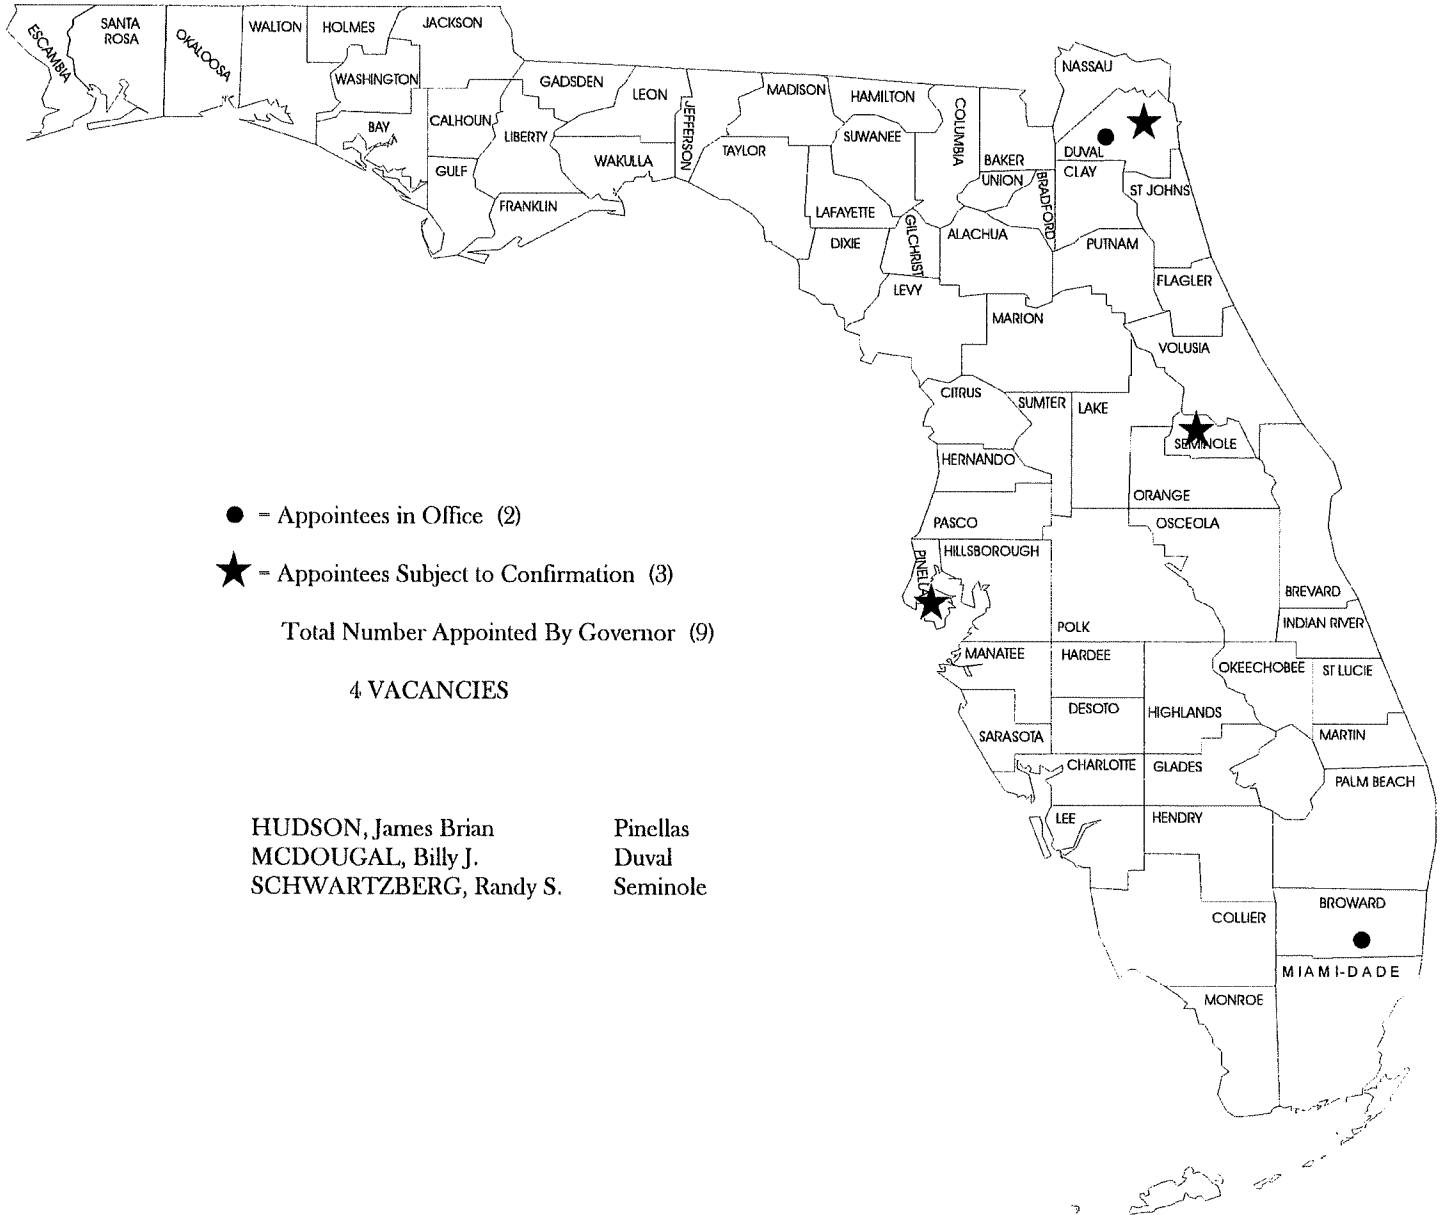 ESCAMBIA
SANTA
ROSA
OKALOOSA
WALTON
HOLMES
JACKSON
WASHINGTON
BAY
CALHOUN
GULF
GADSDEN
LIBERTY
FRANKLIN
LEON
WAKULLA
JEFFERSON
MADISON
TAYLOR
HAMILTON
SUWANEE
LAFAYETTE
DIXIE
COLUMBIA
GILCHRIST
LEVY
BAKER
UNION
BRADFORD
ALACHUA
NASSAU
DUVAL
CLAY
ST JOHNS
PUTNAM
FLAGLER
MARION
VOLUSIA
CITRUS
SUMTER
LAKE
SEMINOLE
HERNANDO
ORANGE
PASCO
OSCEOLA
PINELLAS
HILLSBOROUGH
BREVARD
POLK
INDIAN RIVER
MANATEE
HARDEE
OKEECHOBEE
ST LUCIE
DESOTO
HIGHLANDS
SARASOTA
MARTIN
CHARLOTTE
GLADES
PALM BEACH
LEE
HENDRY
COLLIER
BROWARD
MIAMI-DADE
MONROE
= Appointees in Office (2)
= Appointees Subject to Confirmation (3)
Total Number Appointed By Governor (9)
4 VACANCIES
HUDSON, James Brian Pinellas
MCDOUGAL, Billy J. Duval
SCHWARTZBERG, Randy S. Seminole